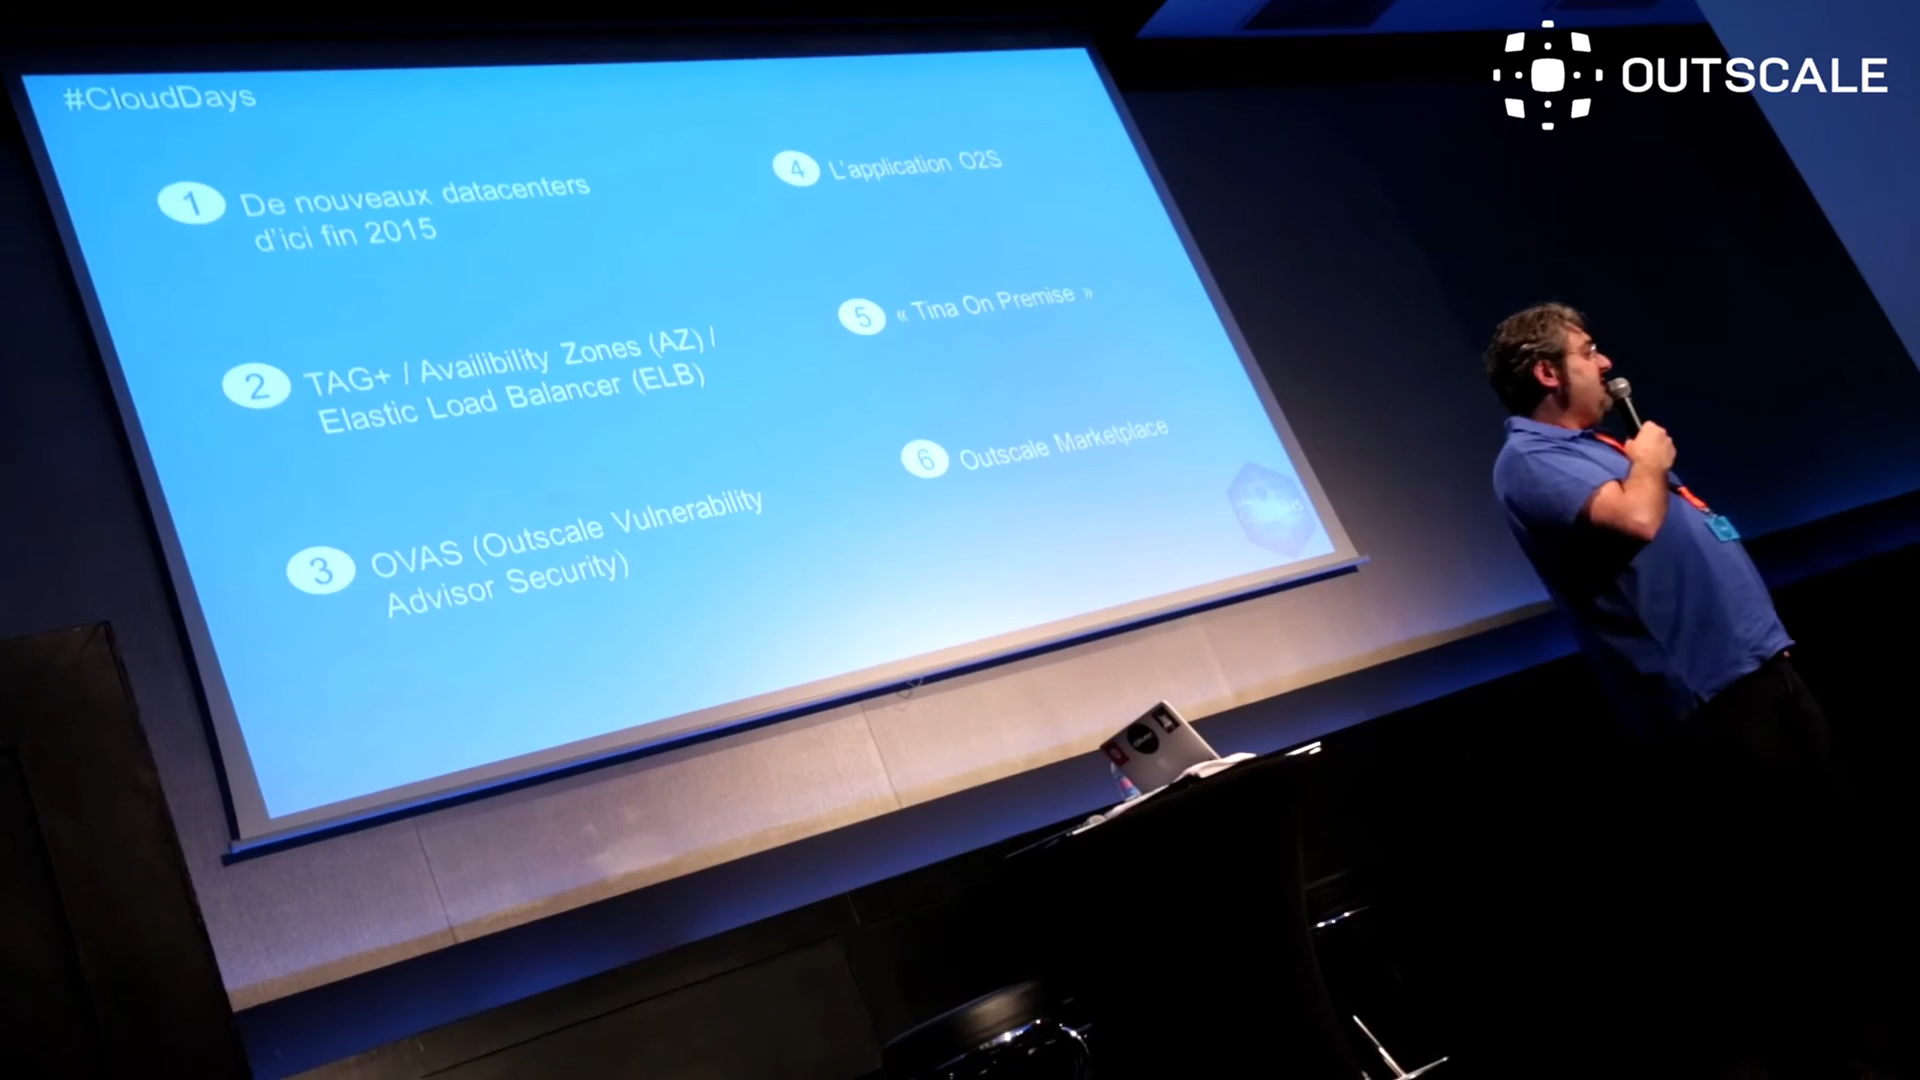 #CloudDays
1 De nouveaux datacenters
d'ici fin 2015
2 TAG+ / Availibility Zones (AZ) /
Elastic Load Balancer (ELB)
3 OVAS (Outscale Vulnerability
Advisor Security)
4 L'application O2S
5 « Tina On Premise »
6 Outscale Marketplace
OUTSCALE